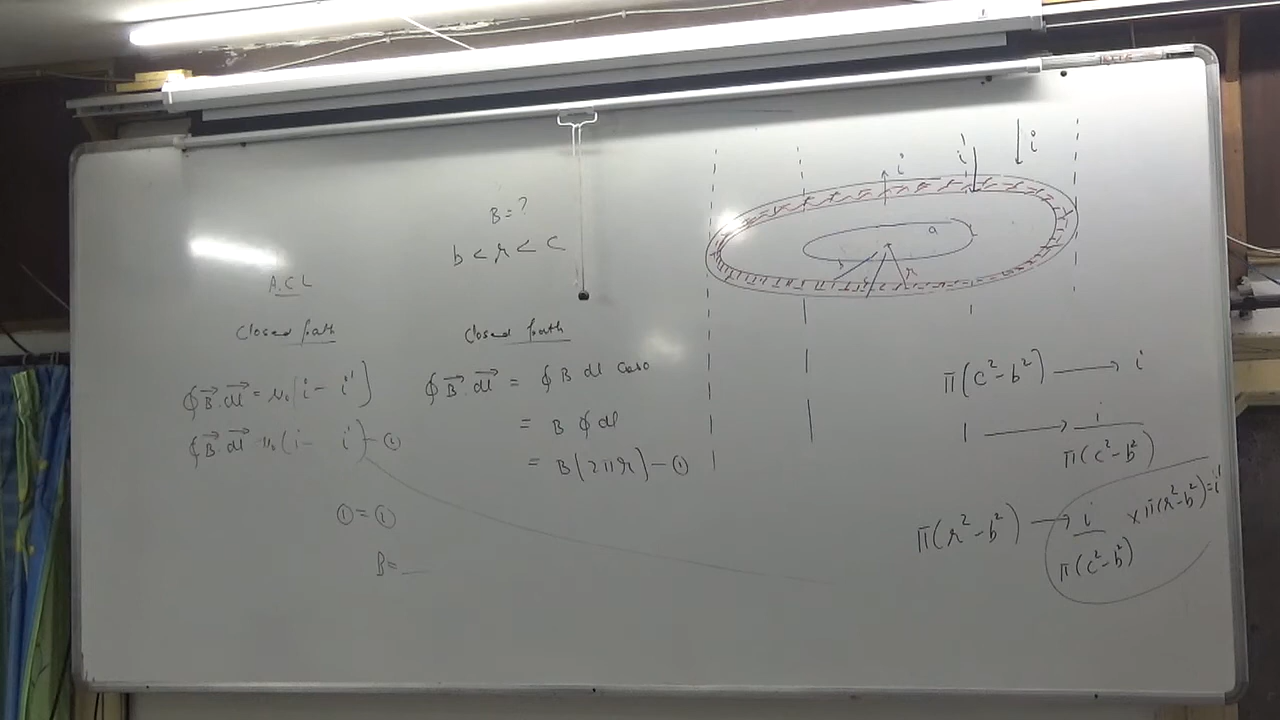 B = ?
b < r < c
A.C.L
Closed path
∮B⃗.dl⃗ = μ₀(i - i')
∮B⃗.dl⃗ = μ₀(i - i') - ①
① = ①
B = __
Closed path
∮B⃗.dl⃗ = ∮ B dl cos0
= B ∮ dl
= B(2πr) - ①
i
i'
i
a
b
r
π(c² - b²) → i
1 → i / π(c² - b²)
π(r² - b²) → i / π(c² - b²) × π(r² - b²) = i'